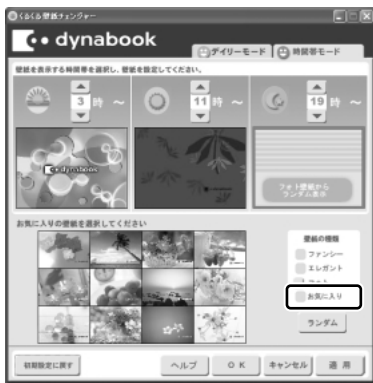 くるくる壁紙チェンジャー
dynabook
デイリーモード
時間帯モード
壁紙を表示する時間帯を選択し、壁紙を設定してください。
3 時 ～
11 時 ～
19 時 ～
dynabook
フォト壁紙から
ランダム表示
お気に入りの壁紙を選択してください
壁紙の種類
ファンシー
エレガント
フォト
お気に入り
ランダム
初期設定に戻す
ヘルプ
OK
キャンセル
適用